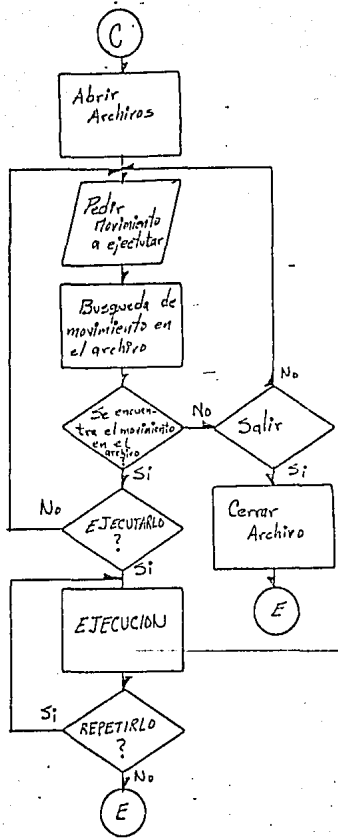 C
Abrir
Archivos
Pedir
Movimiento
a ejectutar
Busqueda de
movimiento en
el archivo
Se encuen-
tra el movimiento
en el
archivo
?
No
Si
Salir
No
Si
Cerrar
Archivo
E
EJECUTARLO
?
No
Si
EJECUCION
REPETIRLO
?
Si
No
E